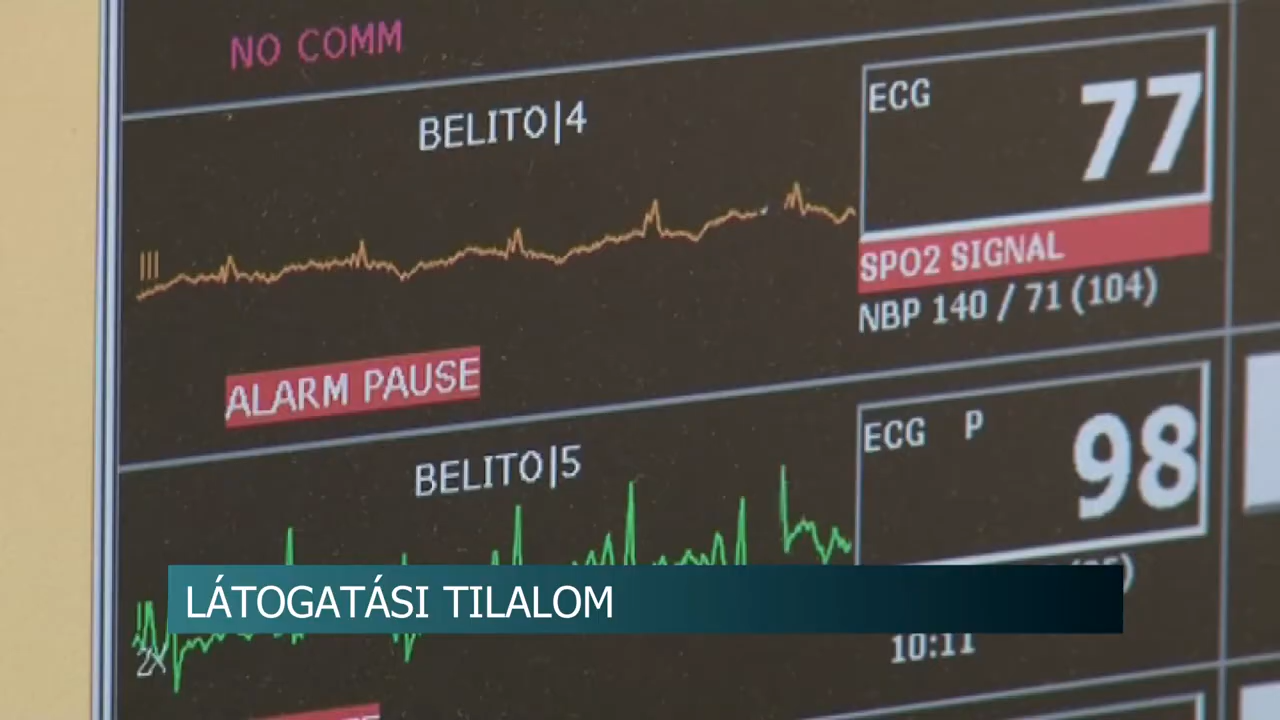 NO COMM
BELITO|4
ECG
77
III
SPO2 SIGNAL
NBP 140 / 71 (104)
ALARM PAUSE
BELITO|5
ECG P
98
LÁTOGATÁSI TILALOM
10:11
2X